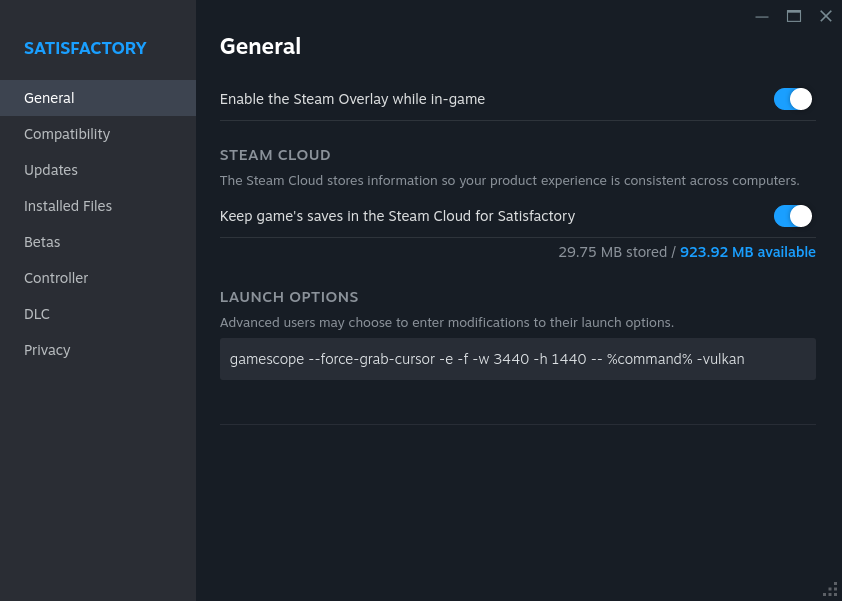 SATISFACTORY
General
Compatibility
Updates
Installed Files
Betas
Controller
DLC
Privacy
General
Enable the Steam Overlay while in-game
STEAM CLOUD
The Steam Cloud stores information so your product experience is consistent across computers.
Keep game's saves in the Steam Cloud for Satisfactory
29.75 MB stored / 923.92 MB available
LAUNCH OPTIONS
Advanced users may choose to enter modifications to their launch options.
gamescope --force-grab-cursor -e -f -w 3440 -h 1440 -- %command% -vulkan